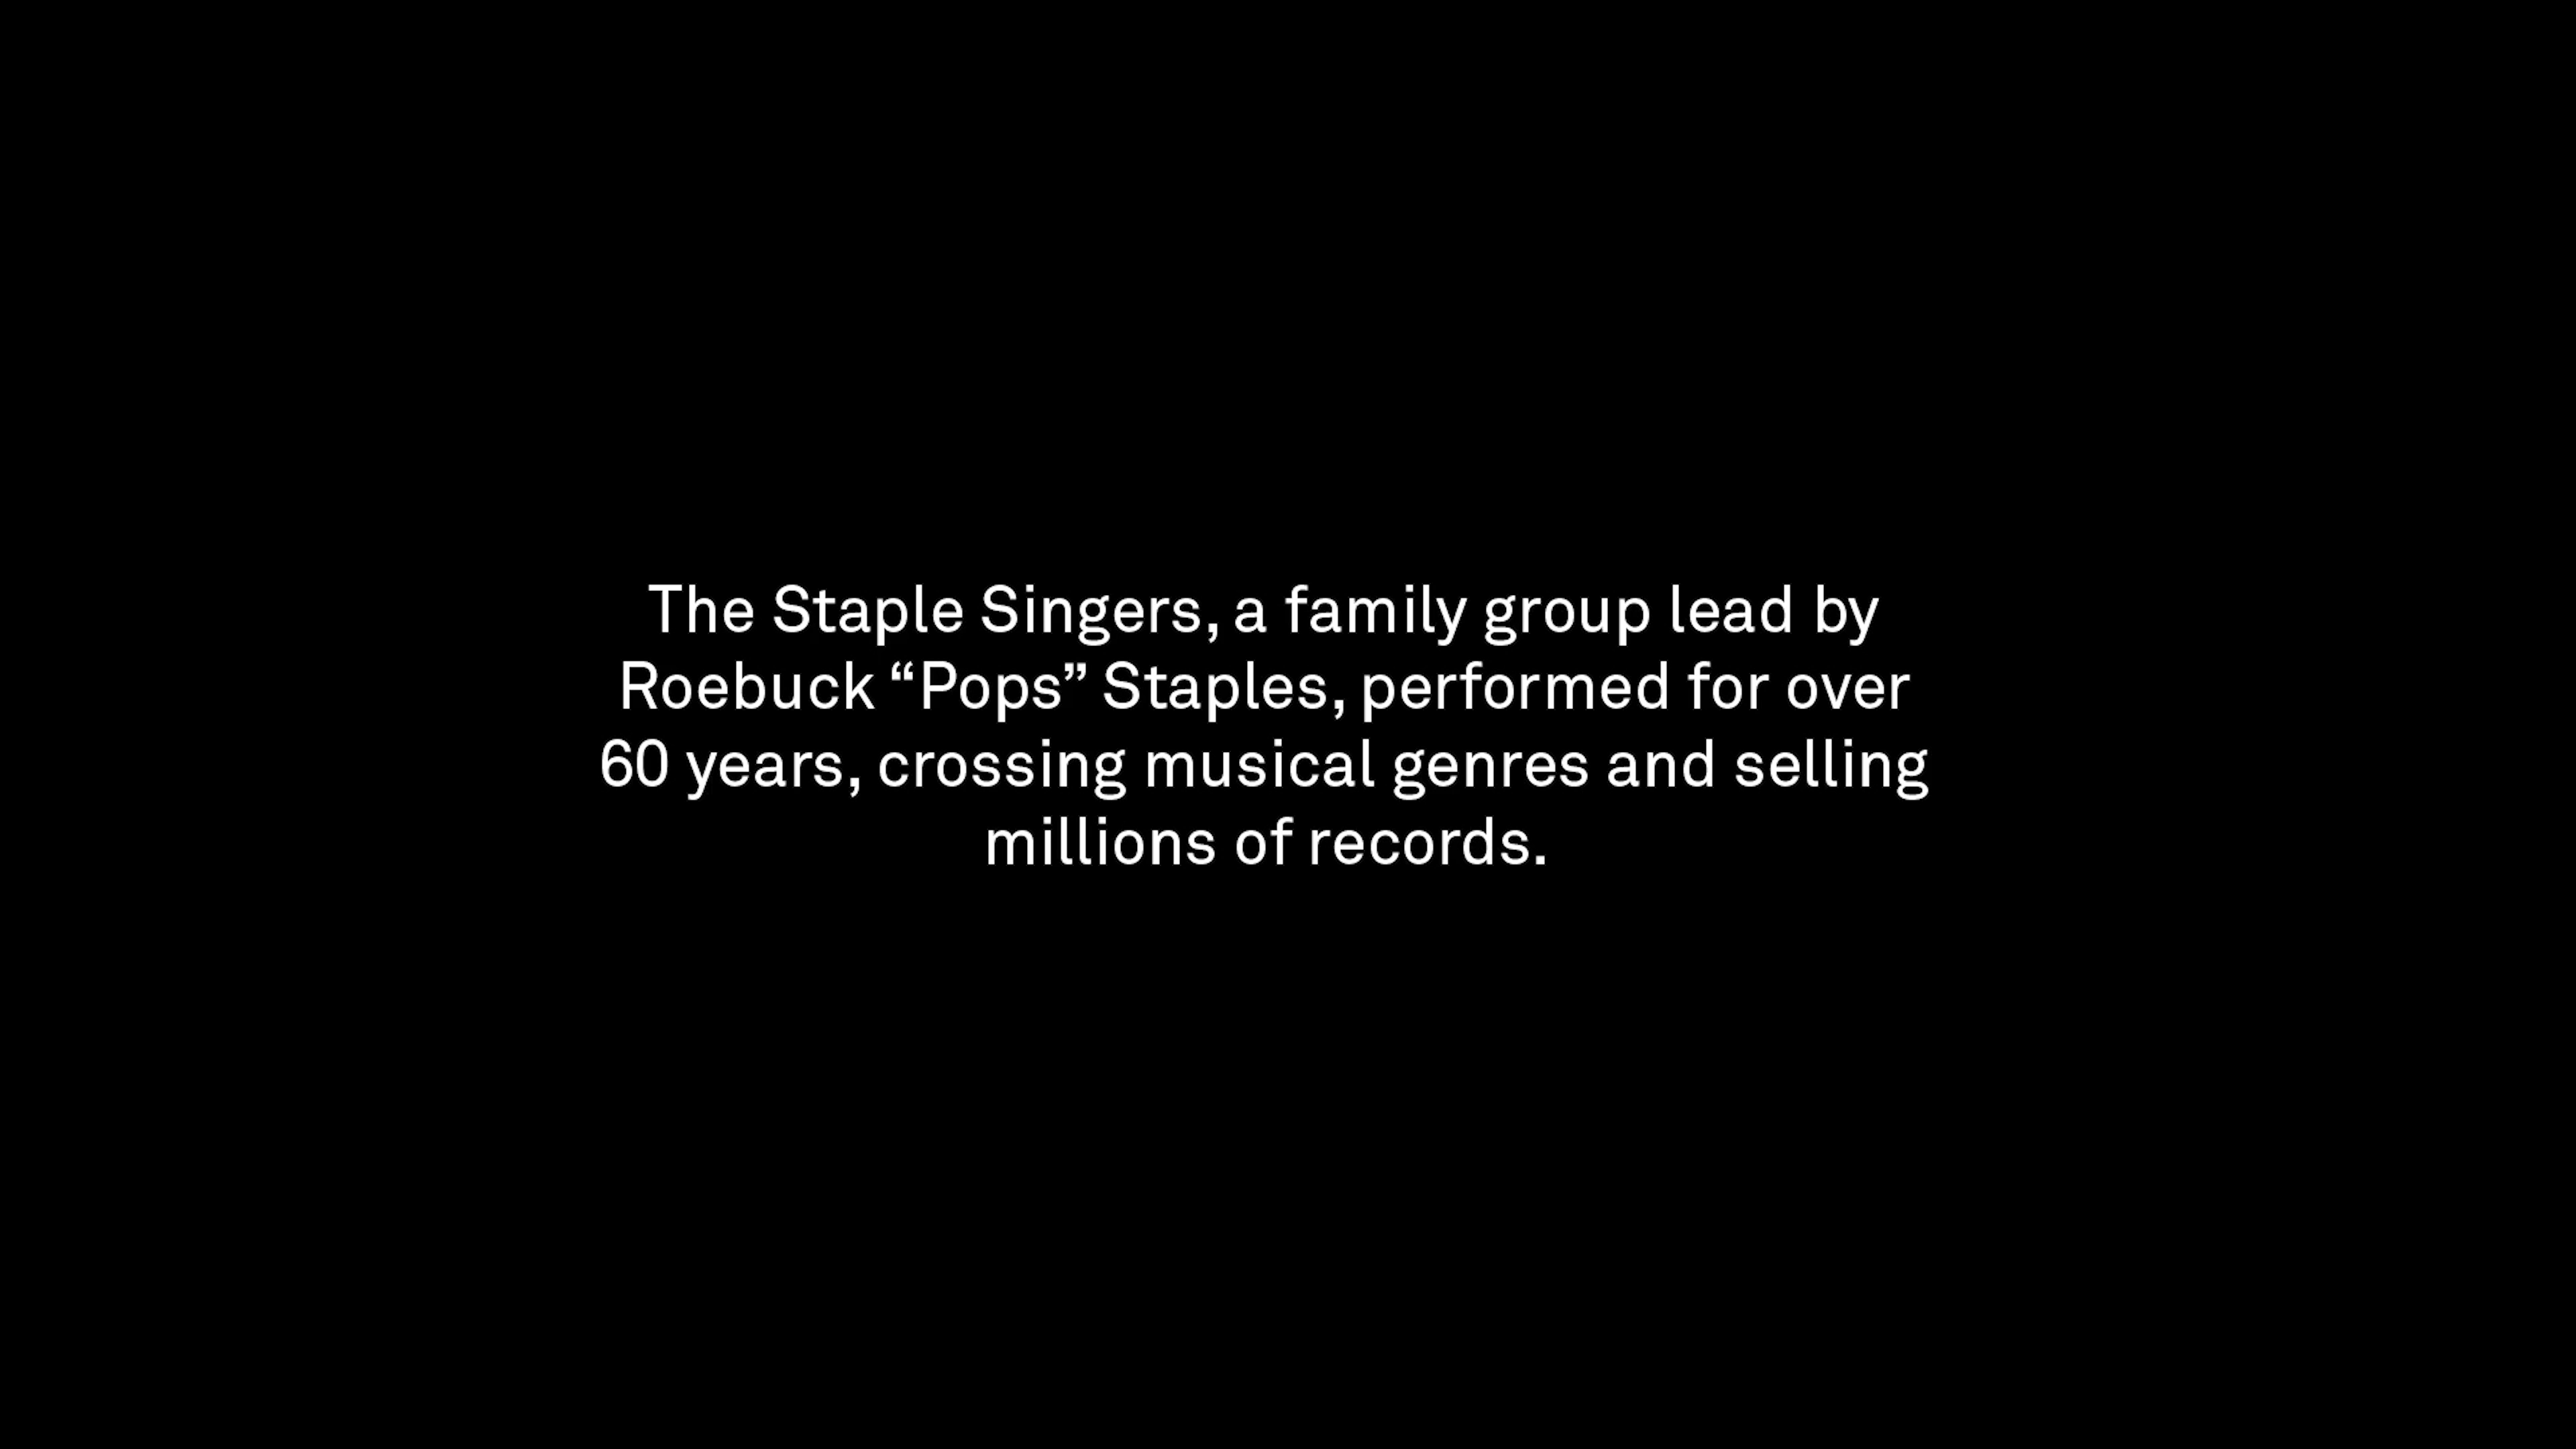 The Staple Singers, a family group lead by
Roebuck “Pops” Staples, performed for over
60 years, crossing musical genres and selling
millions of records.